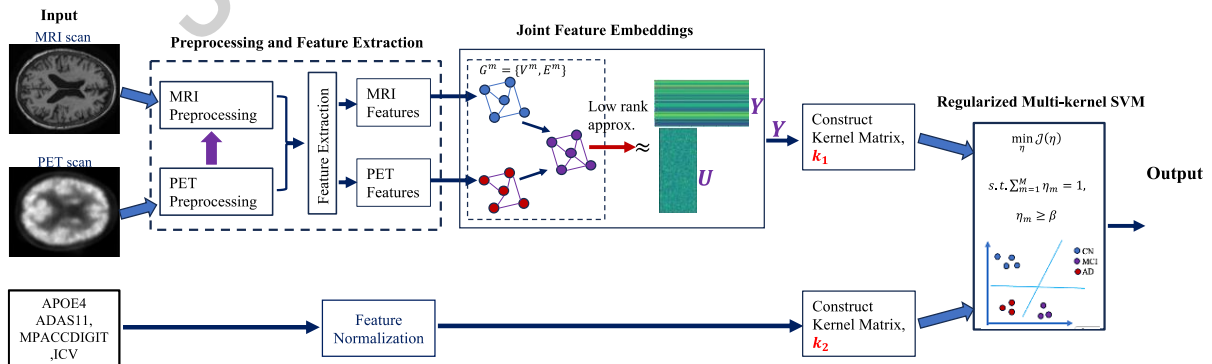 Input
MRI scan
PET scan
Preprocessing and Feature Extraction
MRI
Preprocessing
PET
Preprocessing
Feature Extraction
MRI
Features
PET
Features
Joint Feature Embeddings
G^m = {V^m, E^m}
Low rank
approx.
≈
Y
U
Y
Construct
Kernel Matrix,
k_1
Regularized Multi-kernel SVM
min_η 𝒥(η)
s.t. ∑_{m=1}^{M} η_m = 1,
η_m ≥ β
CN
MCI
AD
Output
APOE4
ADAS11,
MPACCDIGIT
,ICV
Feature
Normalization
Construct
Kernel Matrix,
k_2